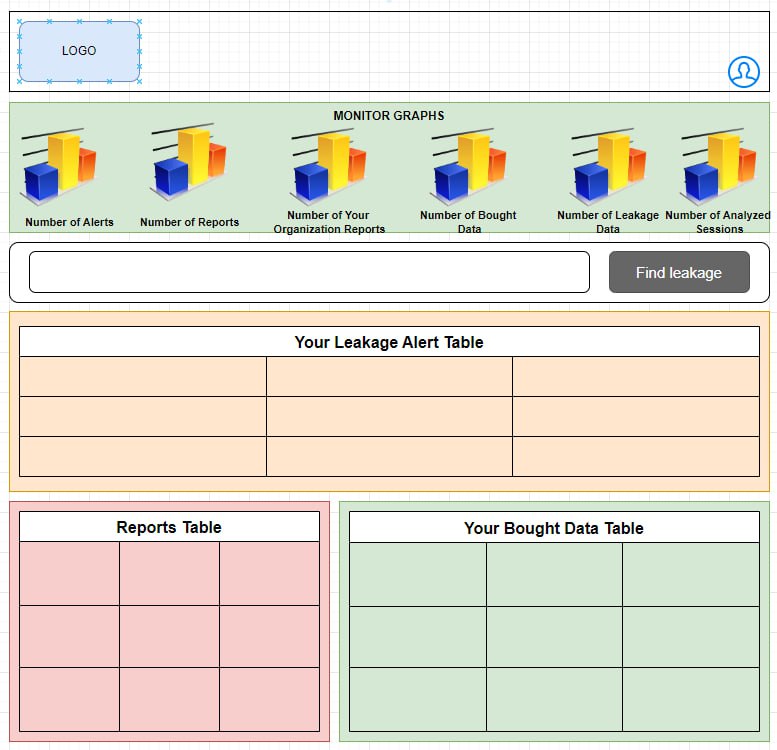 LOGO
MONITOR GRAPHS
Number of Alerts
Number of Reports
Number of Your
Organization Reports
Number of Bought
Data
Number of Leakage
Data
Number of Analyzed
Sessions
Find leakage
Your Leakage Alert Table
Reports Table
Your Bought Data Table